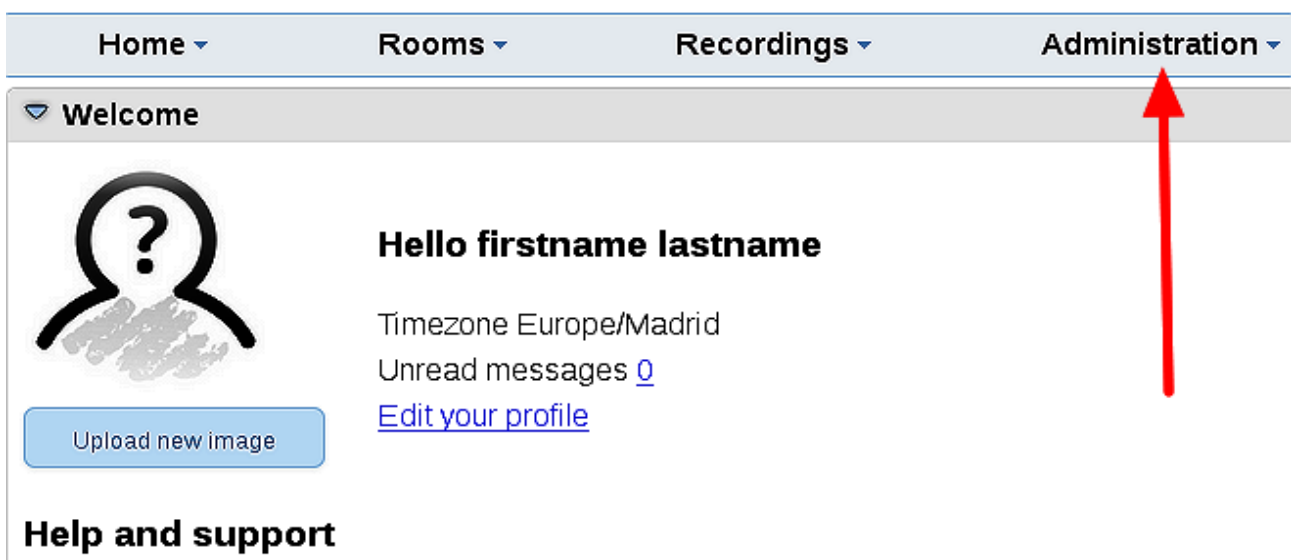 Home Rooms Recordings Administration
Welcome
?
Hello firstname lastname
Timezone Europe/Madrid
Unread messages 0
Edit your profile
Upload new image
Help and support